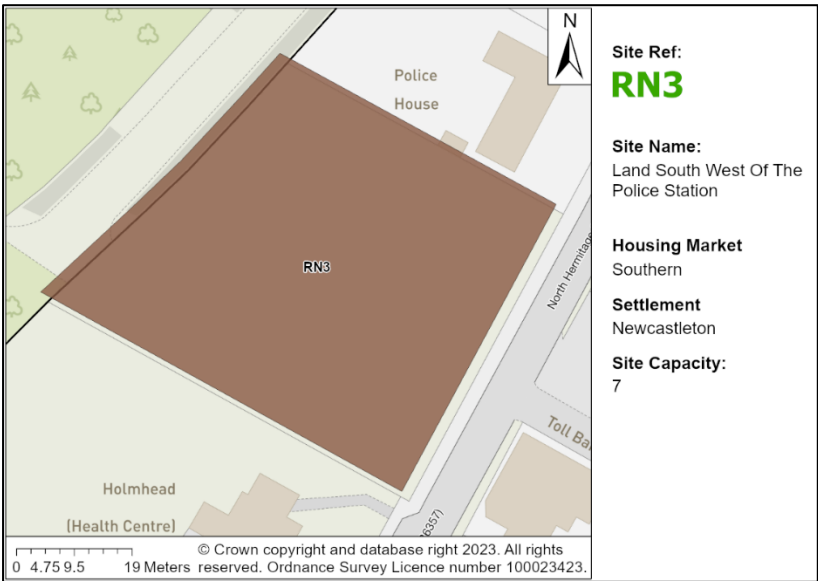 N
Police
House
RN3
North Hermitage
Toll Ba
6357)
Holmhead
(Health Centre)
0 4.75 9.5 19 Meters
© Crown copyright and database right 2023. All rights
reserved. Ordnance Survey Licence number 100023423.
Site Ref:
RN3
Site Name:
Land South West Of The
Police Station
Housing Market
Southern
Settlement
Newcastleton
Site Capacity:
7